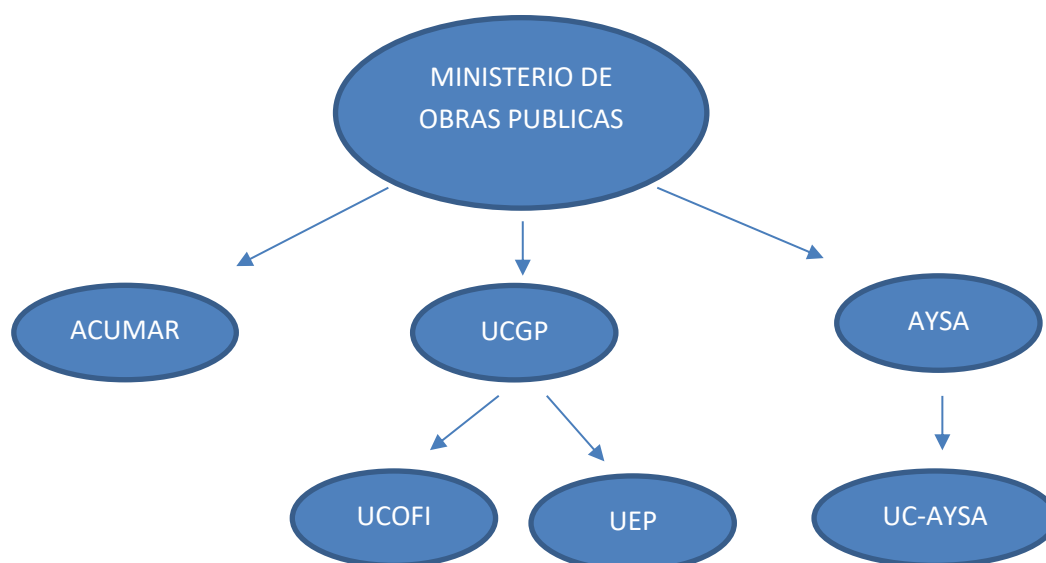 MINISTERIO DE
OBRAS PUBLICAS
ACUMAR
UCGP
AYSA
UCOFI
UEP
UC-AYSA